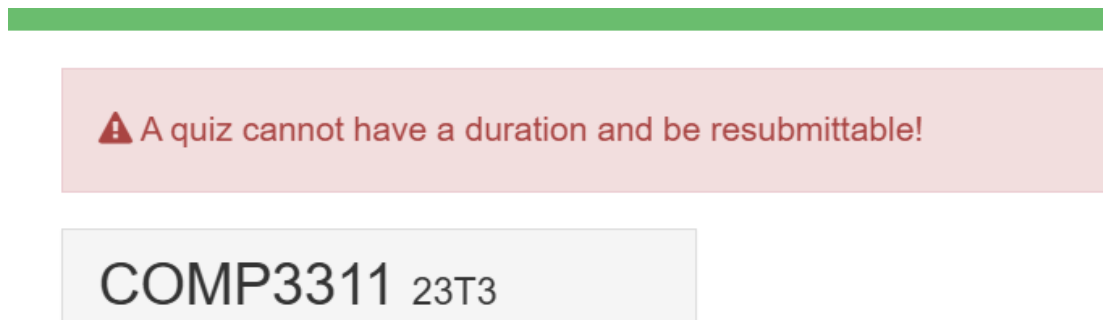 A quiz cannot have a duration and be resubmittable!
COMP3311 23T3